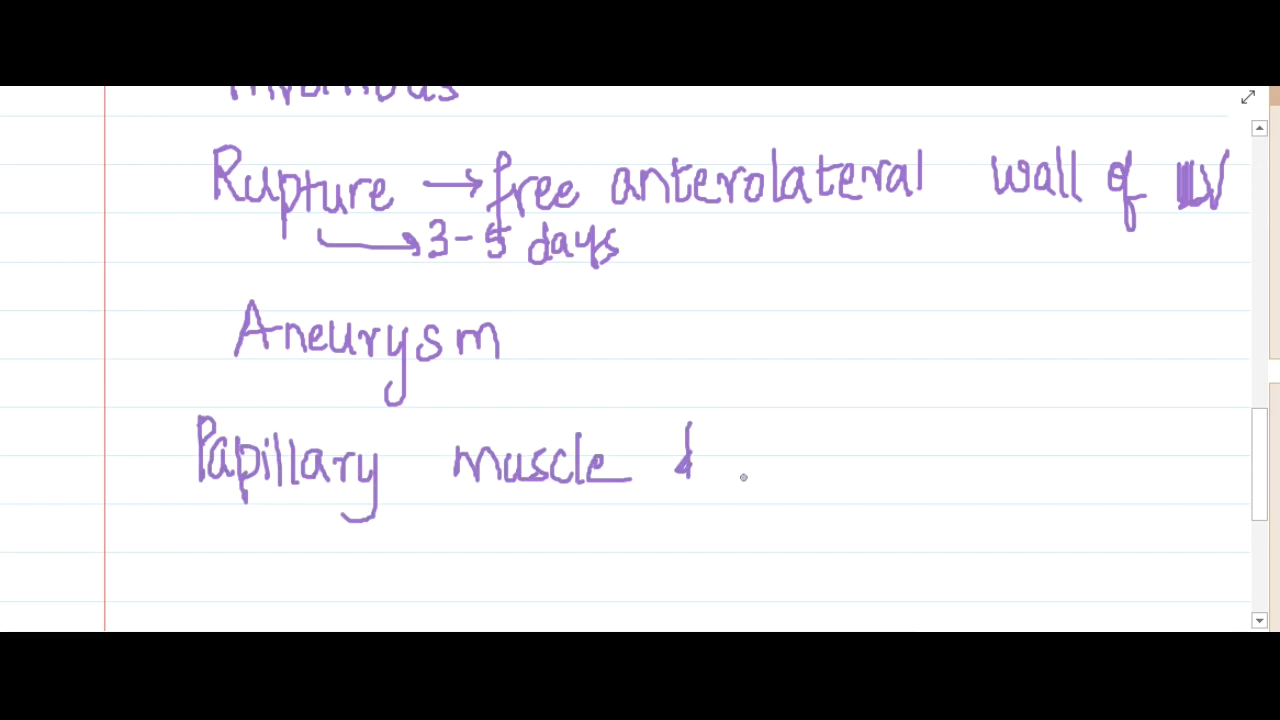 Rupture → free anterolateral wall of LV
→ 3-5 days
Aneurysm
Papillary muscle d